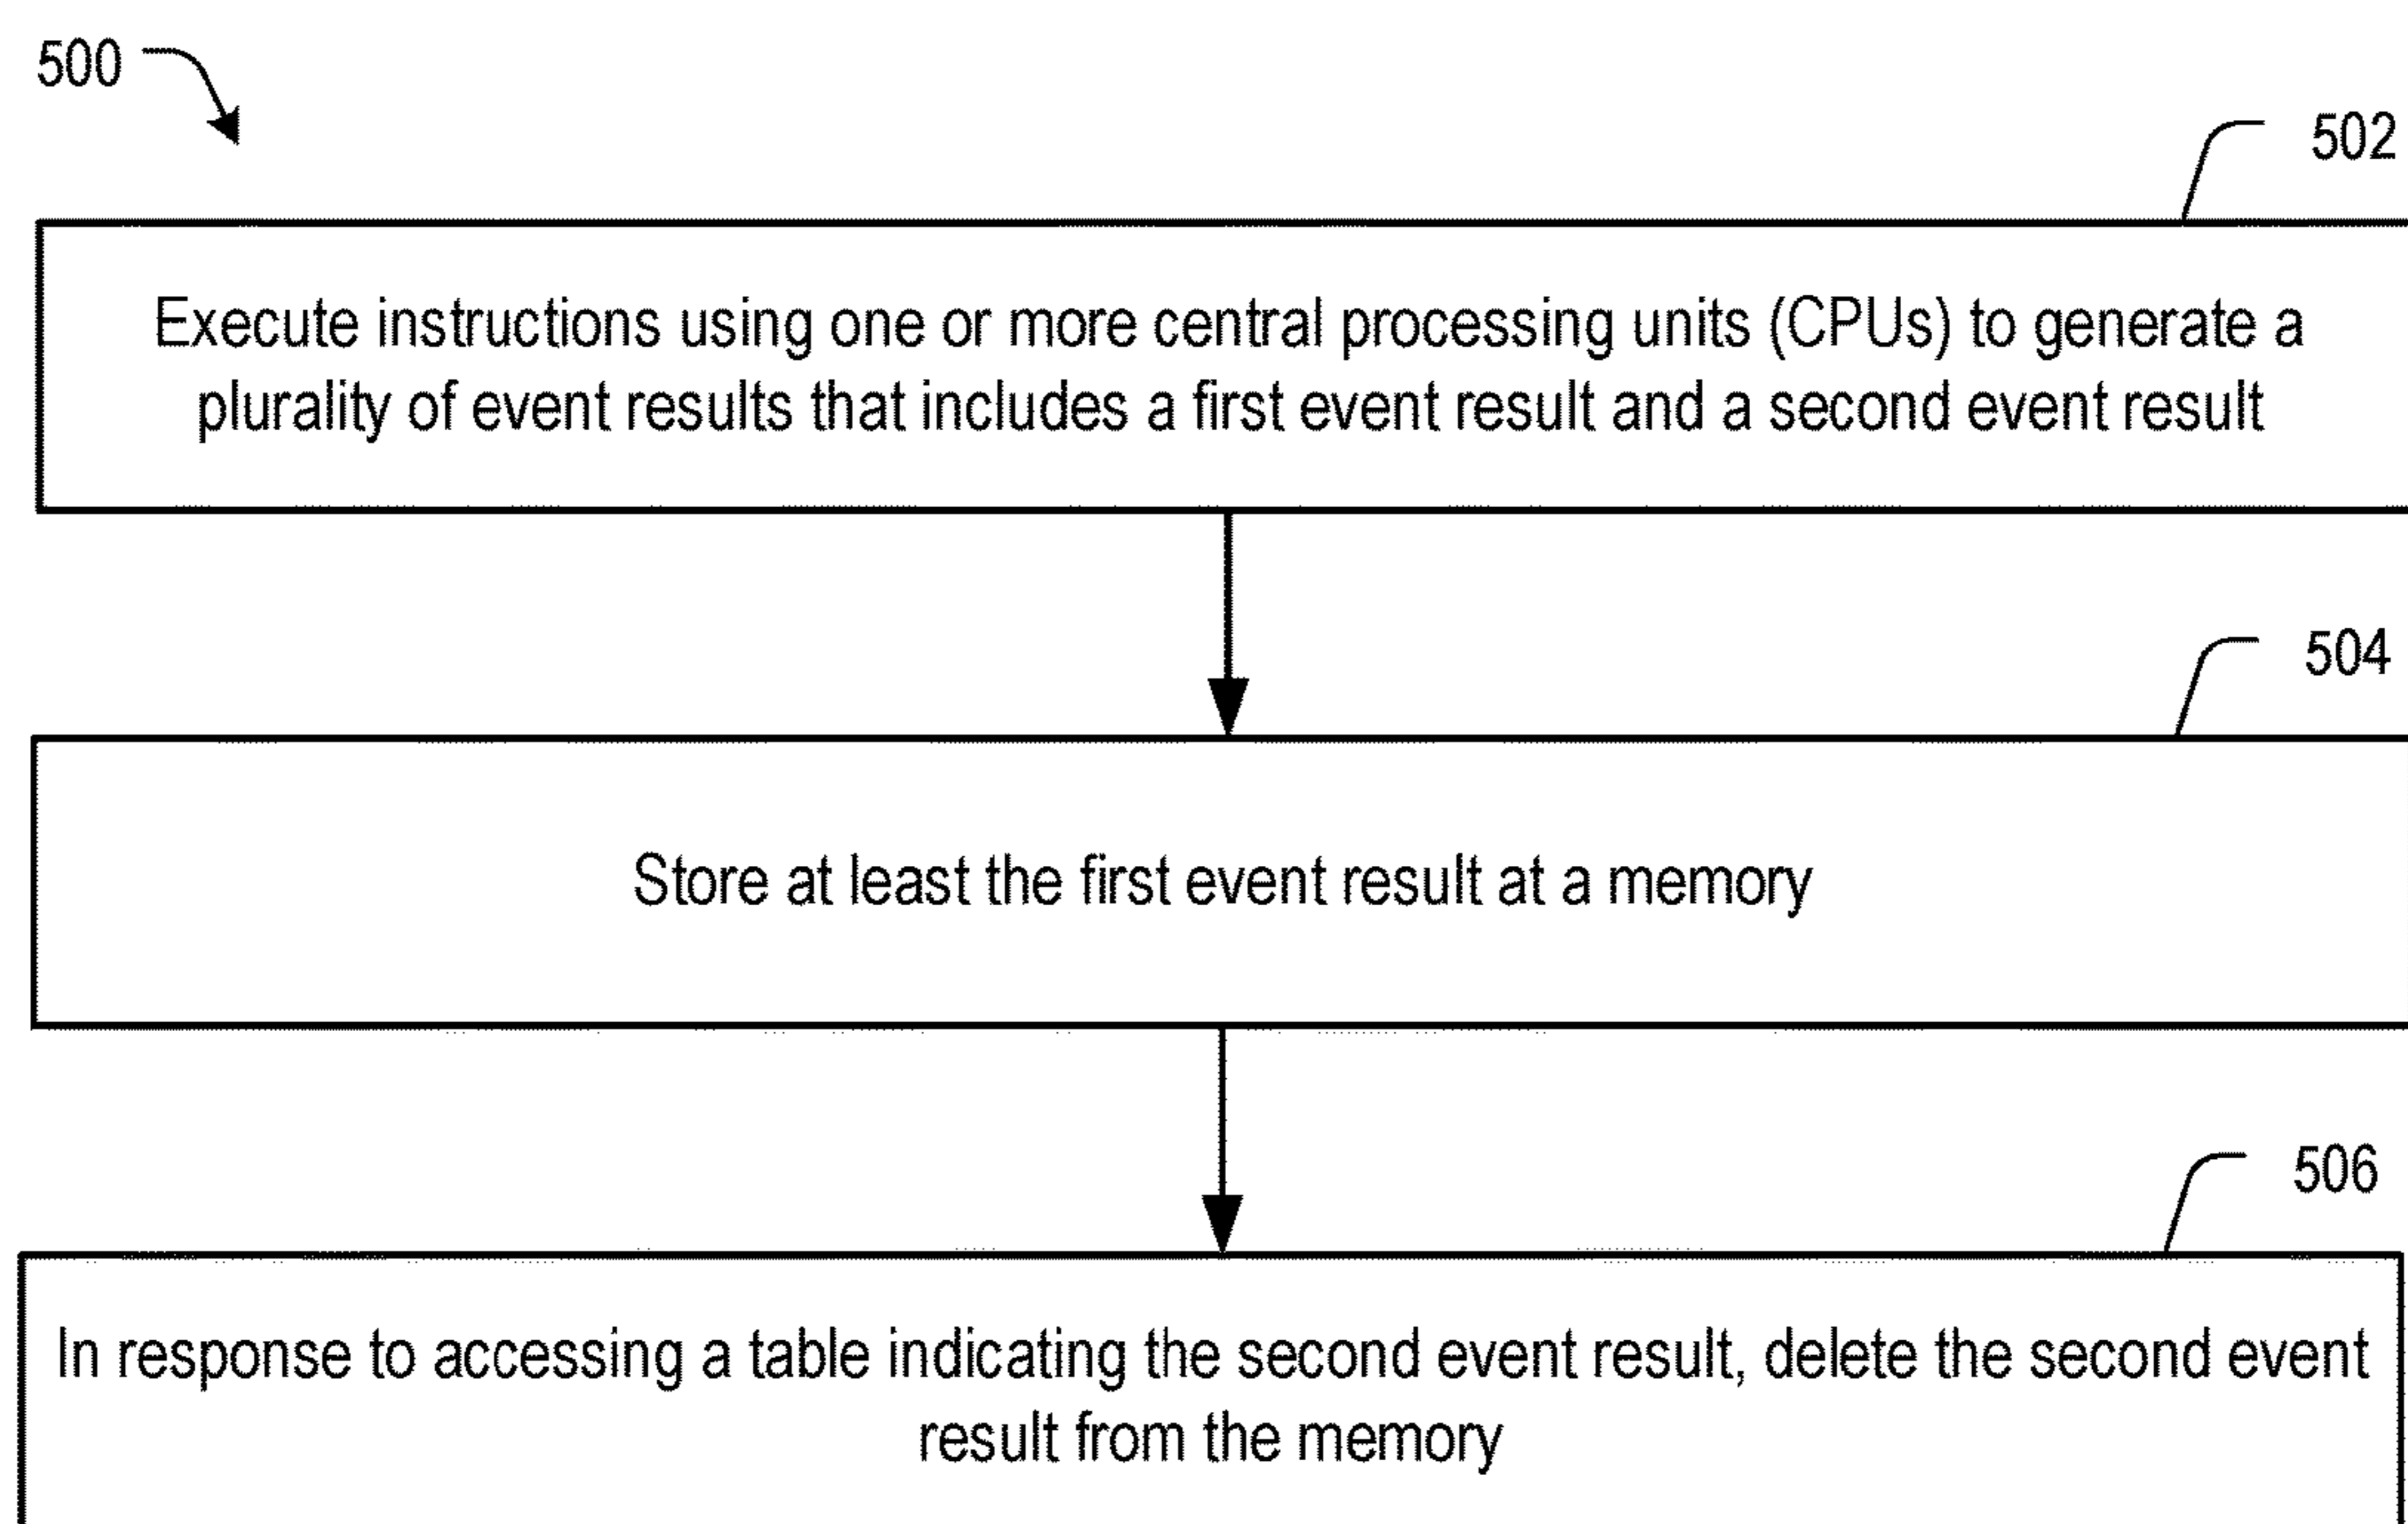 500
502
Execute instructions using one or more central processing units (CPUs) to generate a
plurality of event results that includes a first event result and a second event result
504
Store at least the first event result at a memory
506
In response to accessing a table indicating the second event result, delete the second event
result from the memory